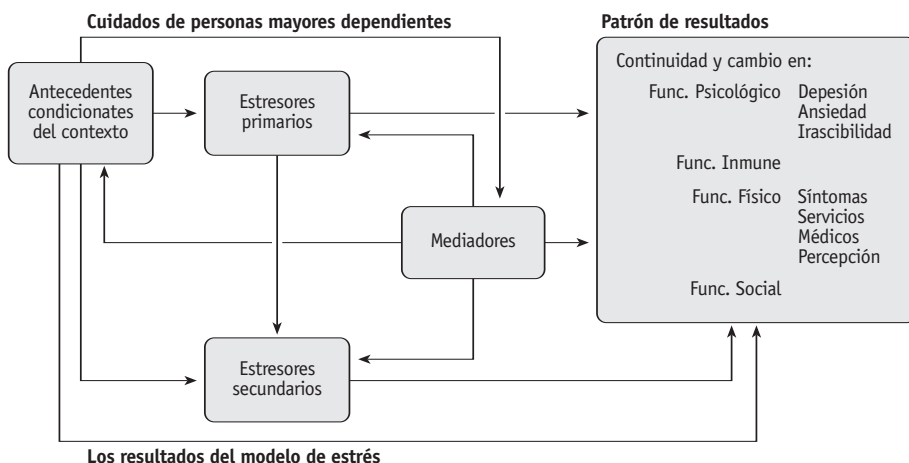 Cuidados de personas mayores dependientes
Patrón de resultados
Antecedentes
condicionates
del contexto
Estresores
primarios
Mediadores
Estresores
secundarios
Continuidad y cambio en:
Func. Psicológico Depesión
Ansiedad
Irascibilidad
Func. Inmune
Func. Físico Síntomas
Servicios
Médicos
Percepción
Func. Social
Los resultados del modelo de estrés